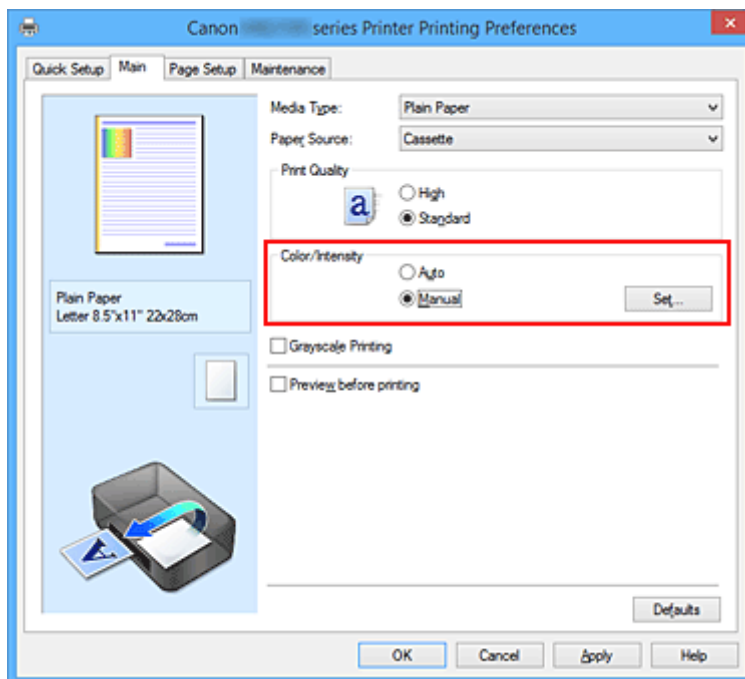 Canon series Printer Printing Preferences
Quick Setup Main Page Setup Maintenance
Media Type: Plain Paper
Paper Source: Cassette
Print Quality
a
High
Standard
Color/Intensity
Auto
Manual Set...
Plain Paper
Letter 8.5"x11" 22x28cm
Grayscale Printing
Preview before printing
A
Defaults
OK Cancel Apply Help